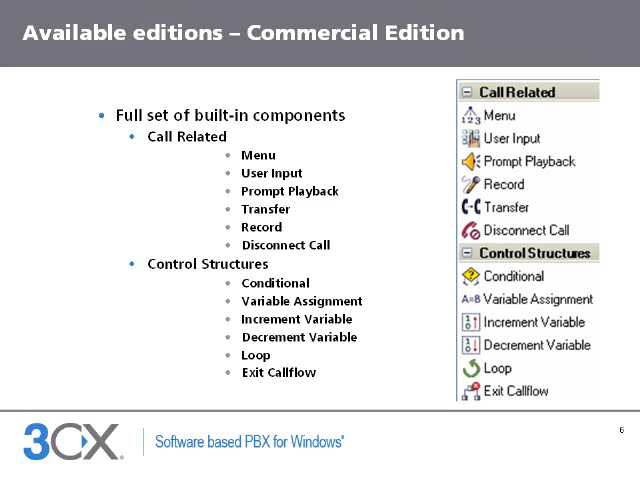 Available editions – Commercial Edition
• Full set of built-in components
• Call Related
• Menu
• User Input
• Prompt Playback
• Transfer
• Record
• Disconnect Call
• Control Structures
• Conditional
• Variable Assignment
• Increment Variable
• Decrement Variable
• Loop
• Exit Callflow
Call Related
123 Menu
User Input
Prompt Playback
Record
Transfer
Disconnect Call
Control Structures
Conditional
A=B Variable Assignment
Increment Variable
Decrement Variable
Loop
Exit Callflow
3CX®
Software based PBX for Windows®
6